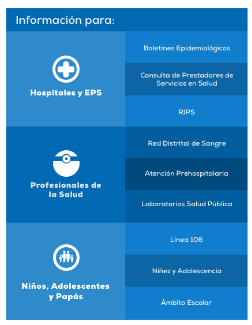 Información para:
Hospitales y EPS
Boletines Epidemiológicos
Consulta de Prestadores de
Servicios en Salud
RIPS
Profesionales de
la Salud
Red Distrital de Sangre
Atención Prehospitalaria
Laboratorios Salud Pública
Niños, Adolescentes
y Papás
Linea 106
Niñez y Adolescencia
Ámbito Escolar